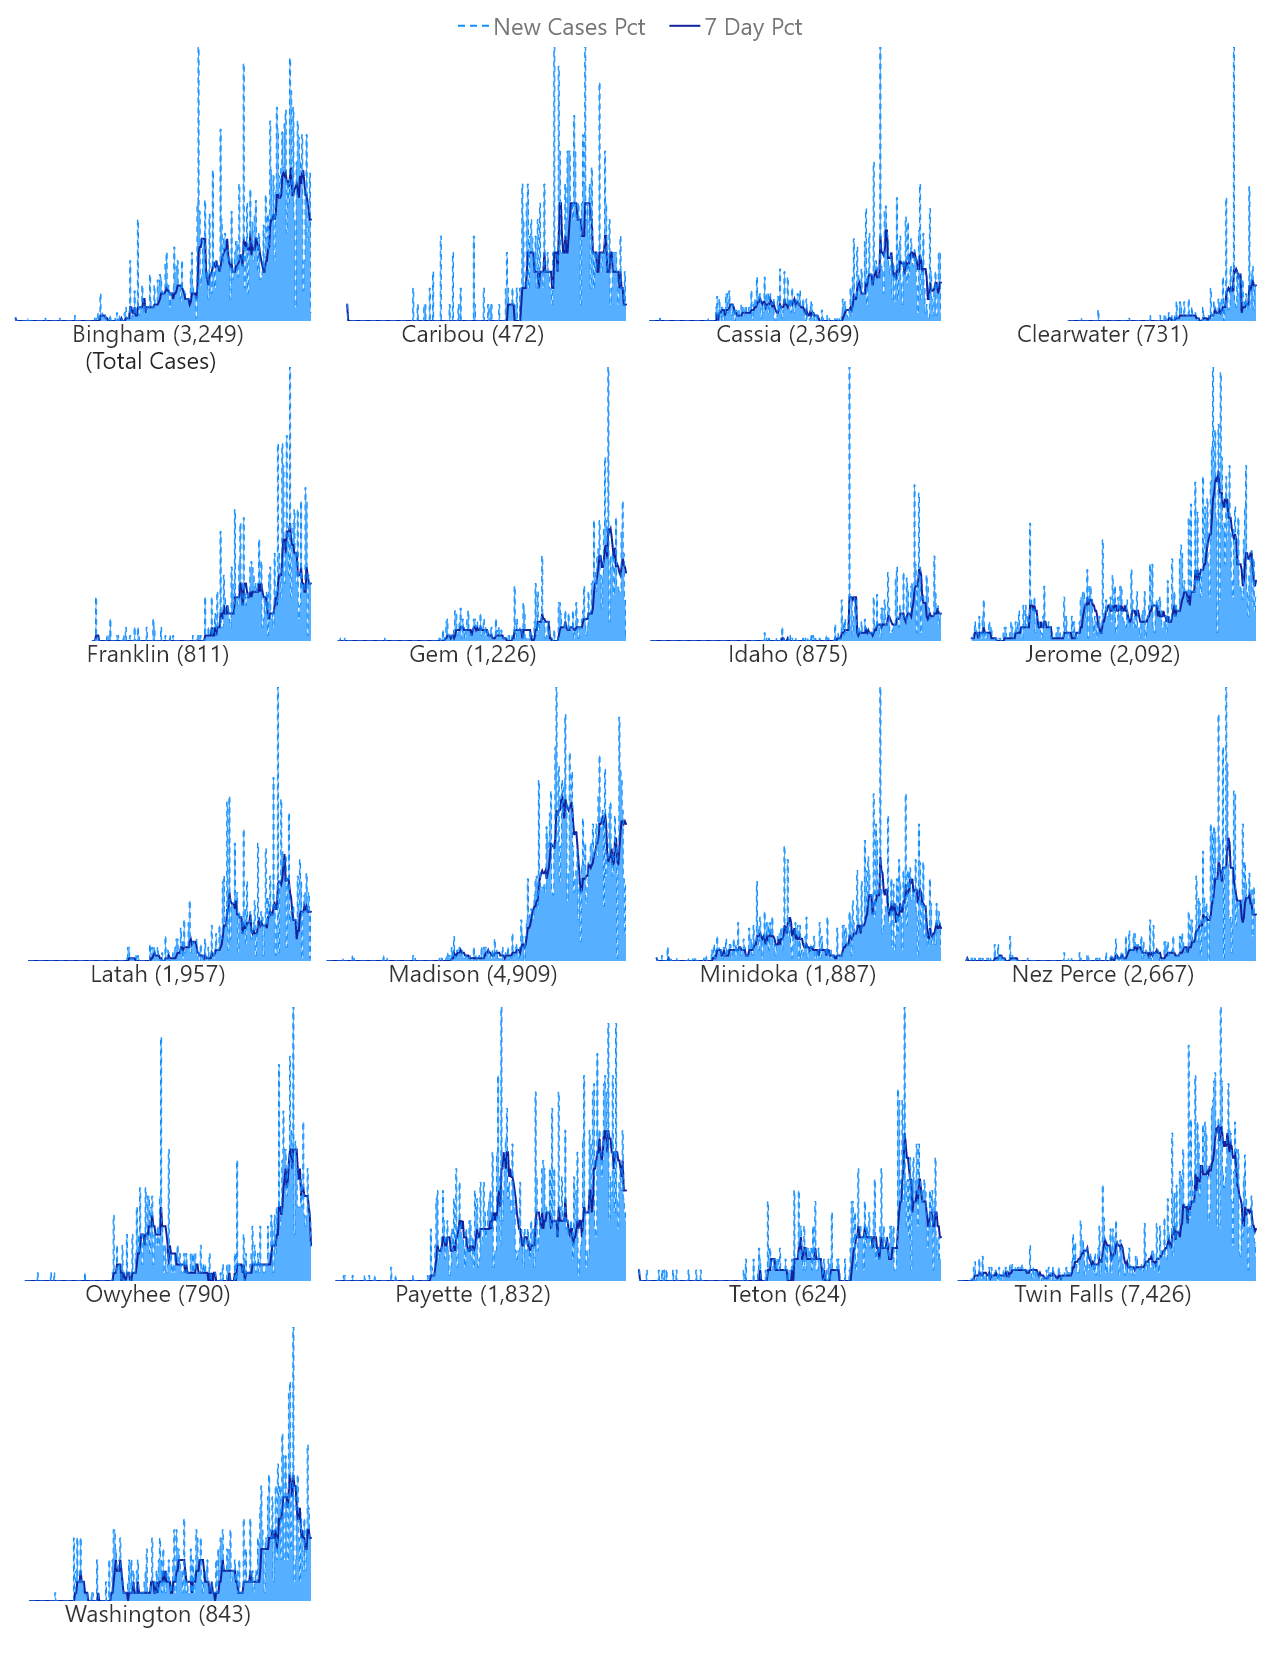 New Cases Pct 7 Day Pct
Bingham (3,249) Caribou (472) Cassia (2,369) Clearwater (731)
(Total Cases)
Franklin (811) Gem (1,226) Idaho (875) Jerome (2,092)
Latah (1,957) Madison (4,909) Minidoka (1,887) Nez Perce (2,667)
Owyhee (790) Payette (1,832) Teton (624) Twin Falls (7,426)
Washington (843)